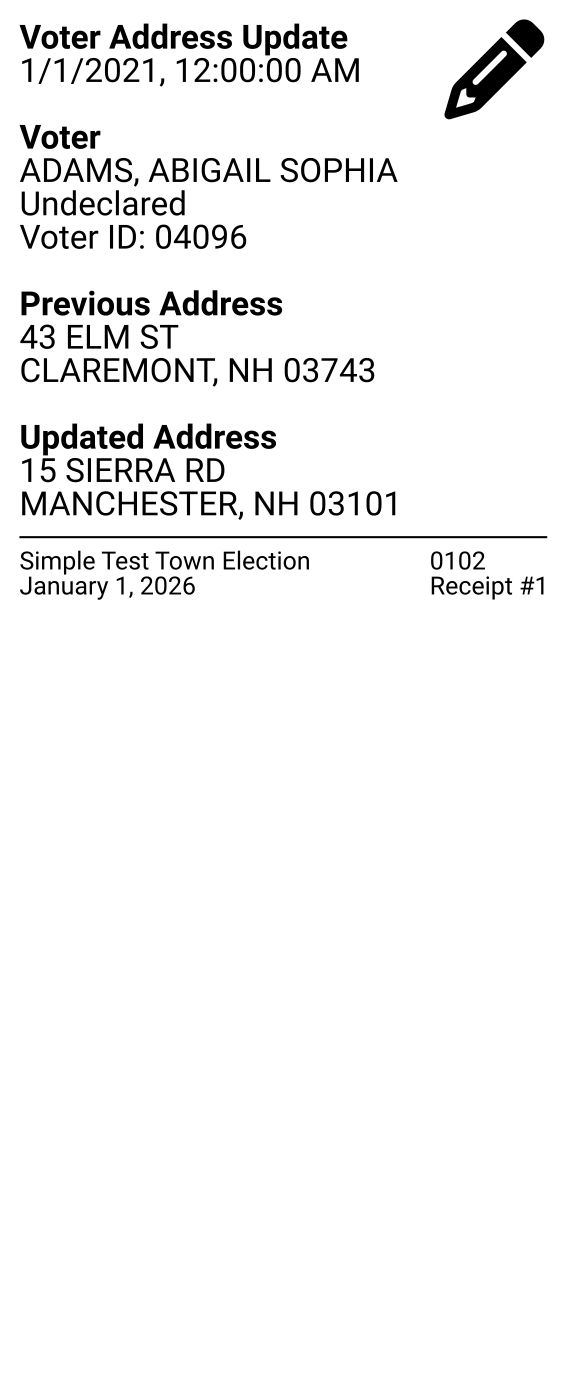 Voter Address Update
1/1/2021, 12:00:00 AM
Voter
ADAMS, ABIGAIL SOPHIA
Undeclared
Voter ID: 04096
Previous Address
43 ELM ST
CLAREMONT, NH 03743
Updated Address
15 SIERRA RD
MANCHESTER, NH 03101
Simple Test Town Election
January 1, 2026
0102
Receipt #1